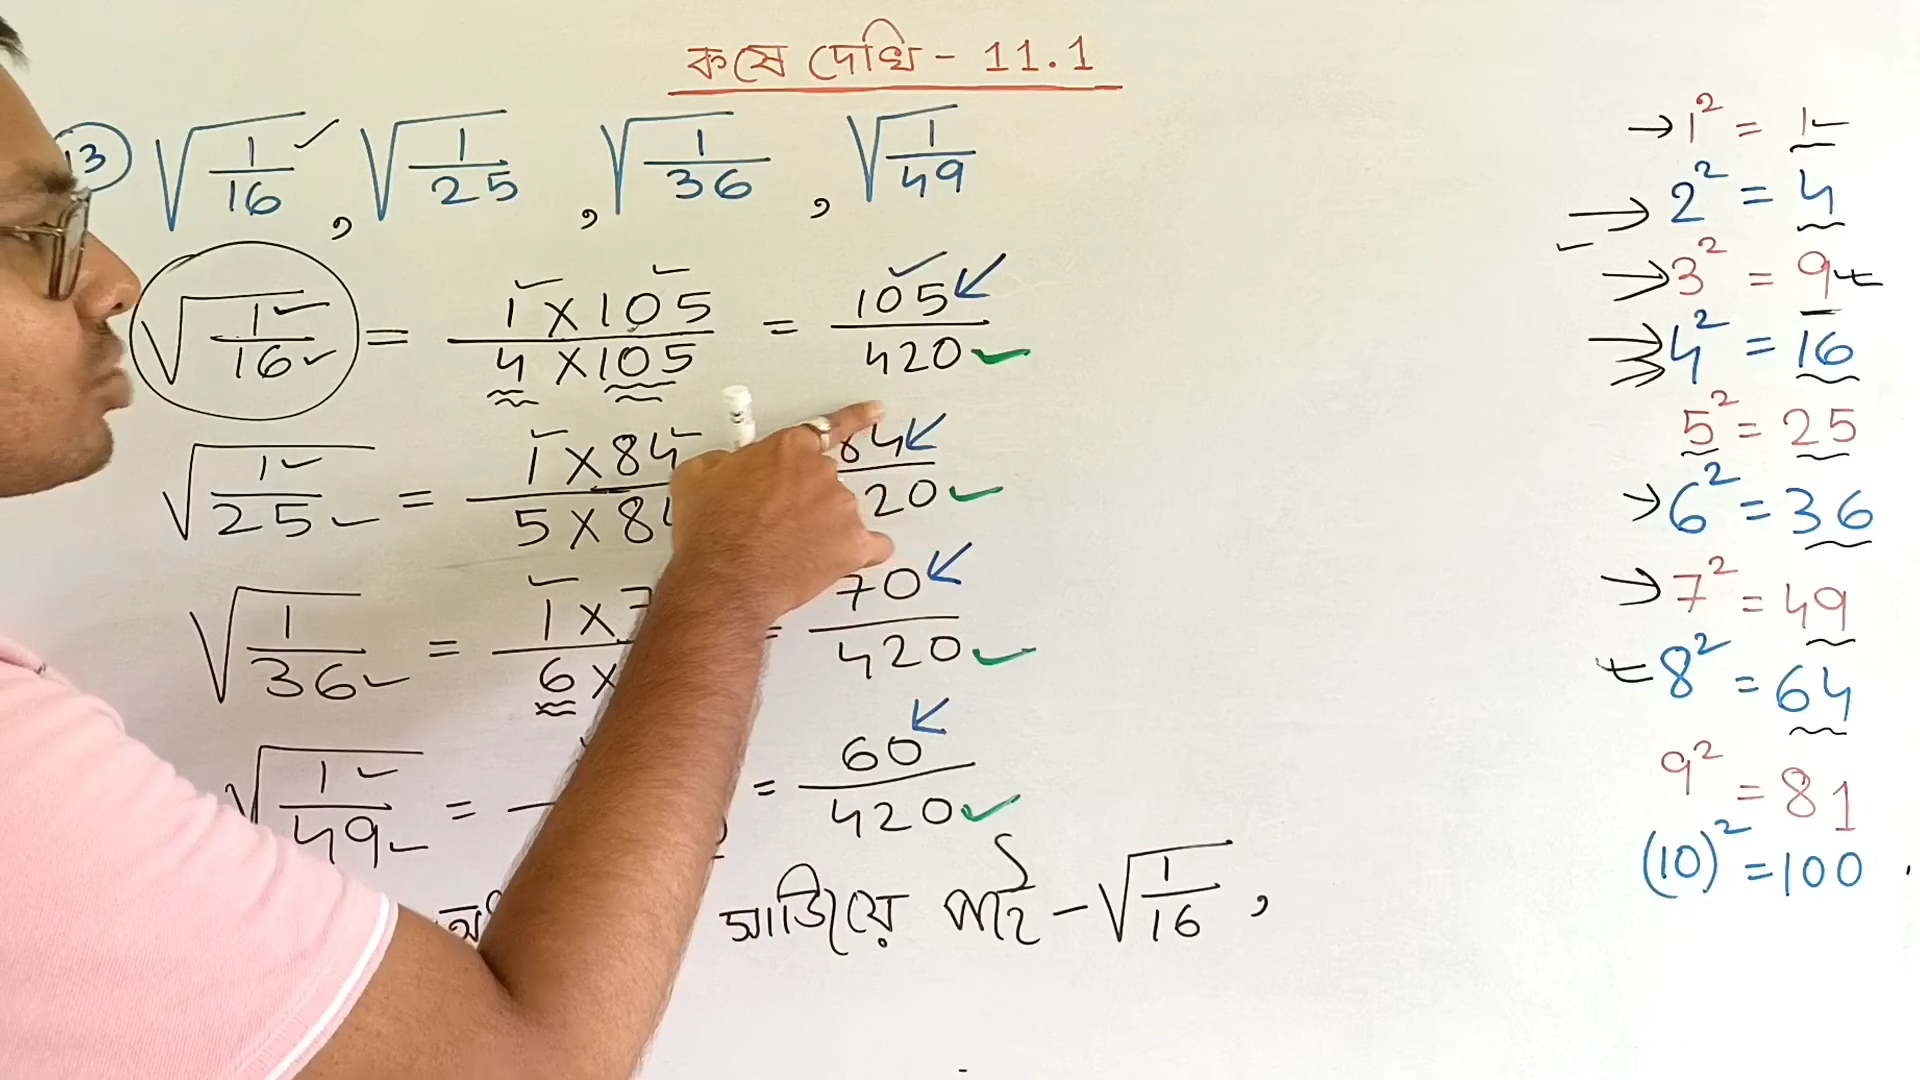 কষে দেখি - 11.1
13 √(1/16) , √(1/25) , √(1/36) , √(1/49)
√(1/16) = (1 × 105)/(4 × 105) = 105/420
√(1/25) = (1 × 84)/(5 × 84 84/20
√(1/36) = (1 × 7)/(6 × = 70/420
√(1/49) = = 60/420
সাজিয়ে পাই - √(1/16) ,
1² = 1
2² = 4
3² = 9
4² = 16
5² = 25
6² = 36
7² = 49
8² = 64
9² = 81
(10)² = 100